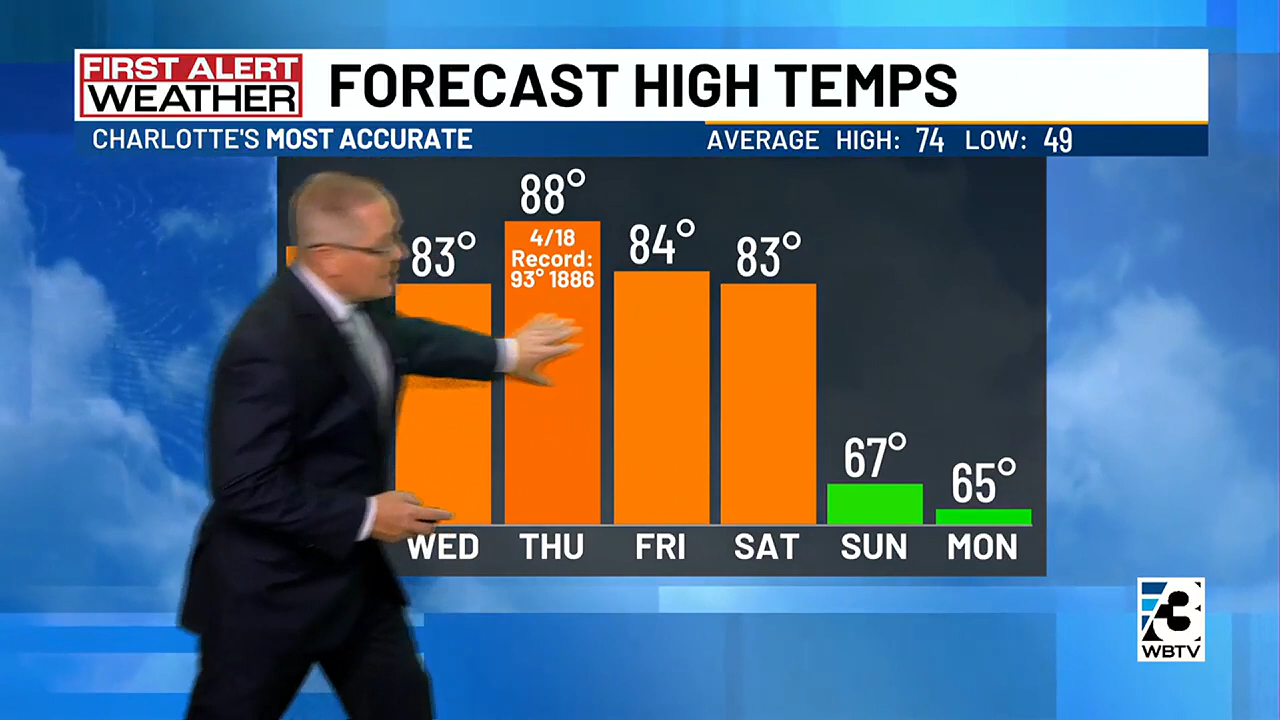 FIRST ALERT
WEATHER
FORECAST HIGH TEMPS
CHARLOTTE'S MOST ACCURATE
AVERAGE HIGH: 74 LOW: 49
83°
88°
84°
83°
67°
65°
4/18
Record:
93° 1886
WED THU FRI SAT SUN MON
3
WBTV